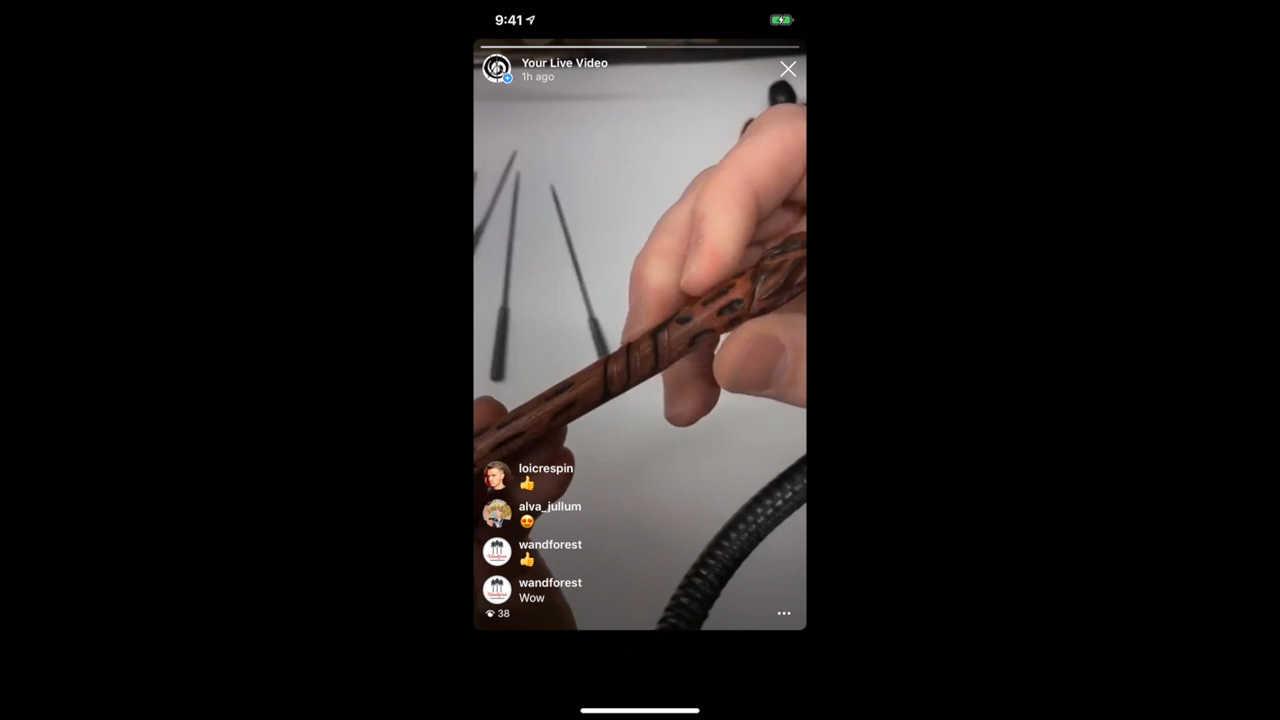 9:41
Your Live Video
1h ago
loicrespin
👍
alva_jullum
😍
wandforest
👍
wandforest
Wow
38